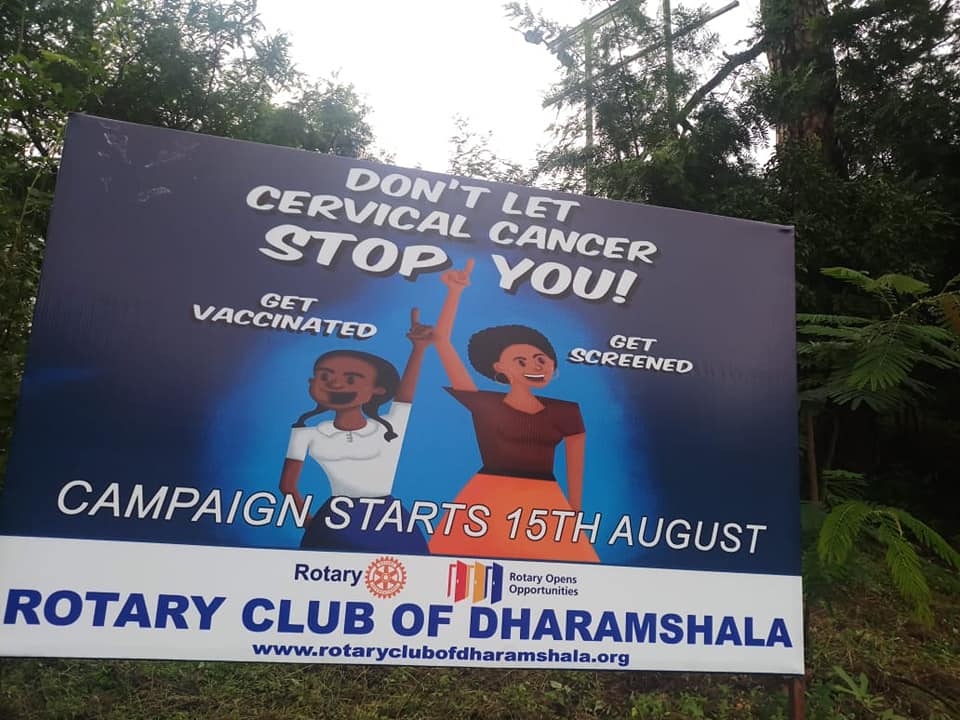 DON'T LET
CERVICAL CANCER
STOP YOU!
GET
VACCINATED
GET
SCREENED
CAMPAIGN STARTS 15TH AUGUST
Rotary
Rotary Opens
Opportunities
ROTARY CLUB OF DHARAMSHALA
www.rotaryclubofdharamshala.org